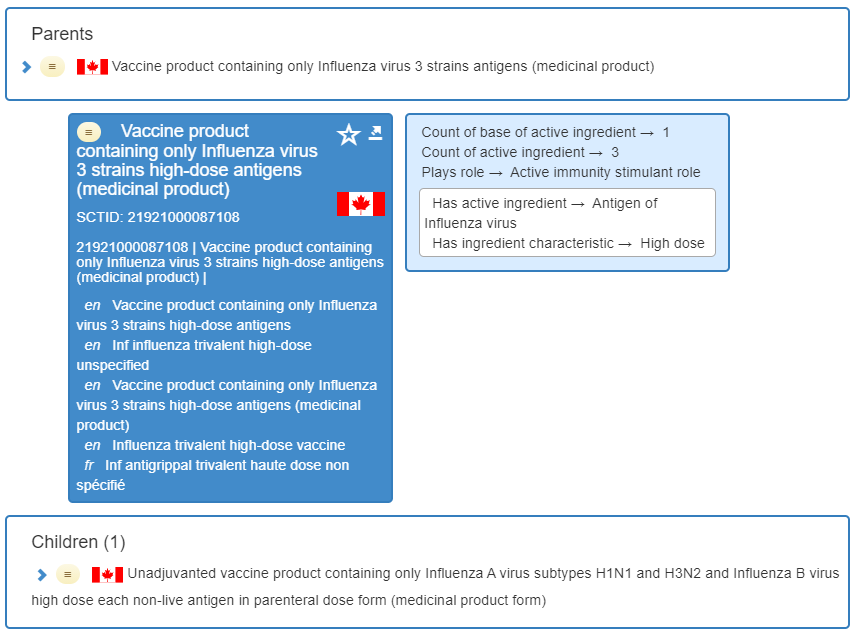 Parents
Vaccine product containing only Influenza virus 3 strains antigens (medicinal product)
Vaccine product
containing only Influenza virus
3 strains high-dose antigens
(medicinal product)
SCTID: 21921000087108
21921000087108 | Vaccine product containing
only Influenza virus 3 strains high-dose antigens
(medicinal product) |
en Vaccine product containing only Influenza
virus 3 strains high-dose antigens
en Inf influenza trivalent high-dose
unspecified
en Vaccine product containing only Influenza
virus 3 strains high-dose antigens (medicinal
product)
en Influenza trivalent high-dose vaccine
fr Inf antigrippal trivalent haute dose non
spécifié
Count of base of active ingredient → 1
Count of active ingredient → 3
Plays role → Active immunity stimulant role
Has active ingredient → Antigen of
Influenza virus
Has ingredient characteristic → High dose
Children (1)
Unadjuvanted vaccine product containing only Influenza A virus subtypes H1N1 and H3N2 and Influenza B virus
high dose each non-live antigen in parenteral dose form (medicinal product form)